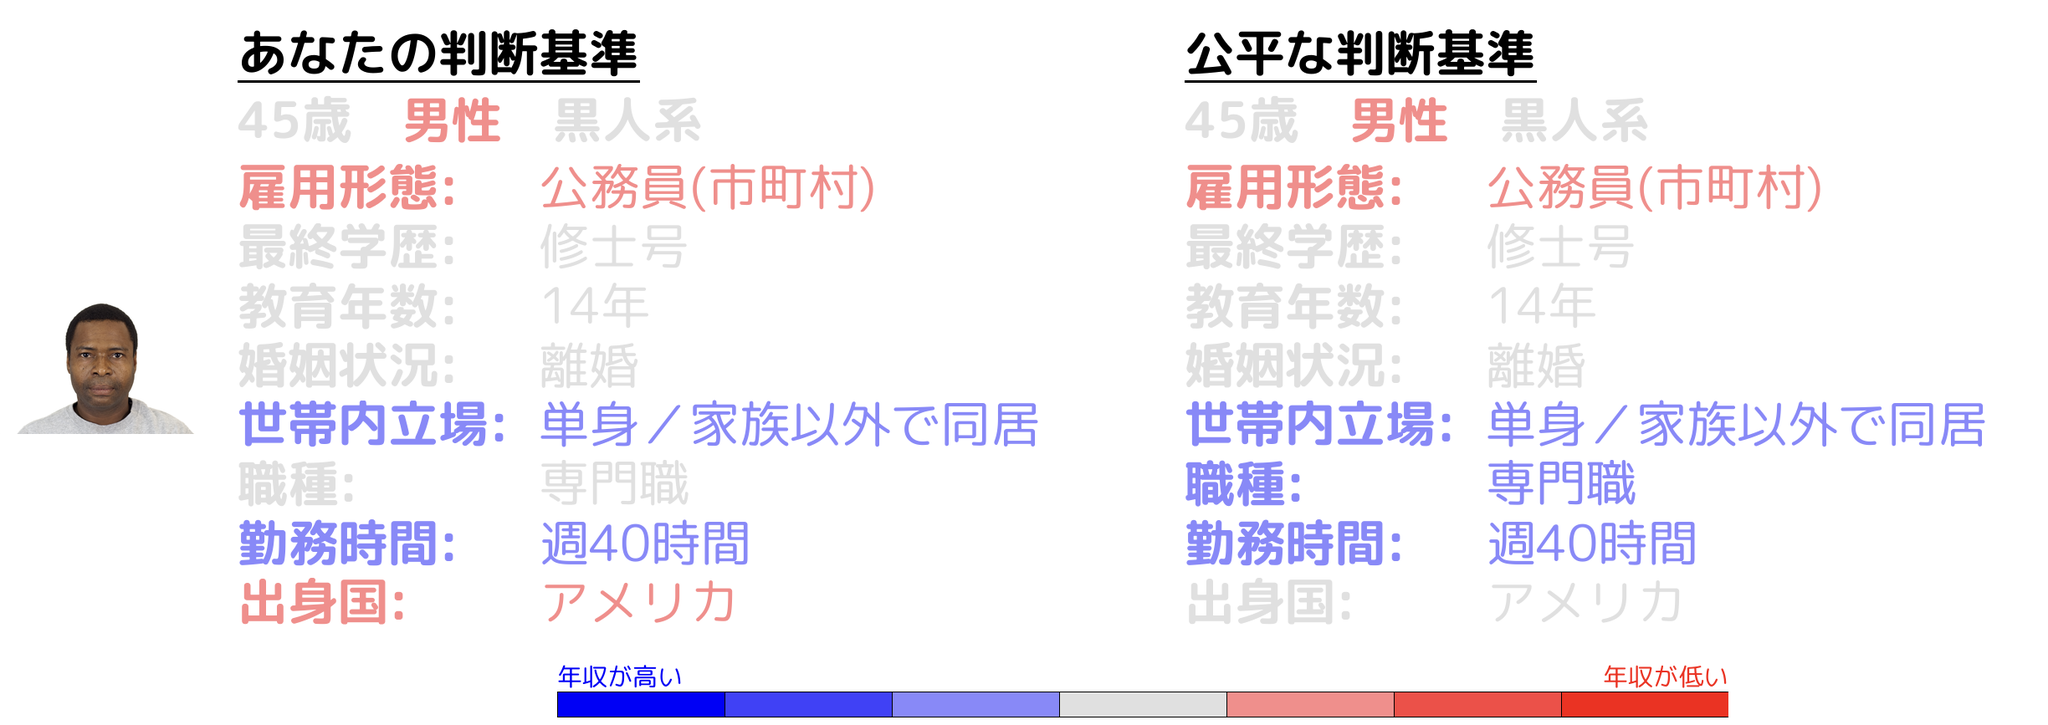 あなたの判断基準
45歳 男性 黒人系
雇用形態: 公務員(市町村)
最終学歴: 修士号
教育年数: 14年
婚姻状況: 離婚
世帯内立場: 単身／家族以外で同居
職種: 専門職
勤務時間: 週40時間
出身国: アメリカ
公平な判断基準
45歳 男性 黒人系
雇用形態: 公務員(市町村)
最終学歴: 修士号
教育年数: 14年
婚姻状況: 離婚
世帯内立場: 単身／家族以外で同居
職種: 専門職
勤務時間: 週40時間
出身国: アメリカ
年収が高い
年収が低い